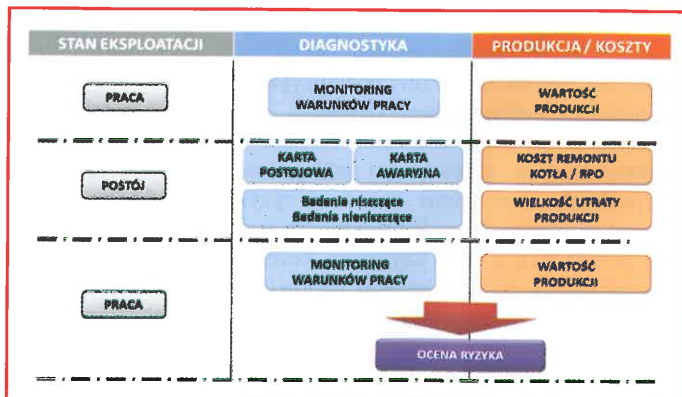 STAN EKSPLOATACJI
DIAGNOSTYKA
PRODUKCJA / KOSZTY
PRACA
MONITORING
WARUNKÓW PRACY
WARTOŚĆ
PRODUKCJI
POSTÓJ
KARTA
POSTOJOWA
KARTA
AWARYJNA
KOSZT REMONTU
KOTŁA / RPO
Badania niszczące
Badania nieniszczące
WIELKOŚĆ UTRATY
PRODUKCJI
PRACA
MONITORING
WARUNKÓW PRACY
WARTOŚĆ
PRODUKCJI
OCENA RYZYKA